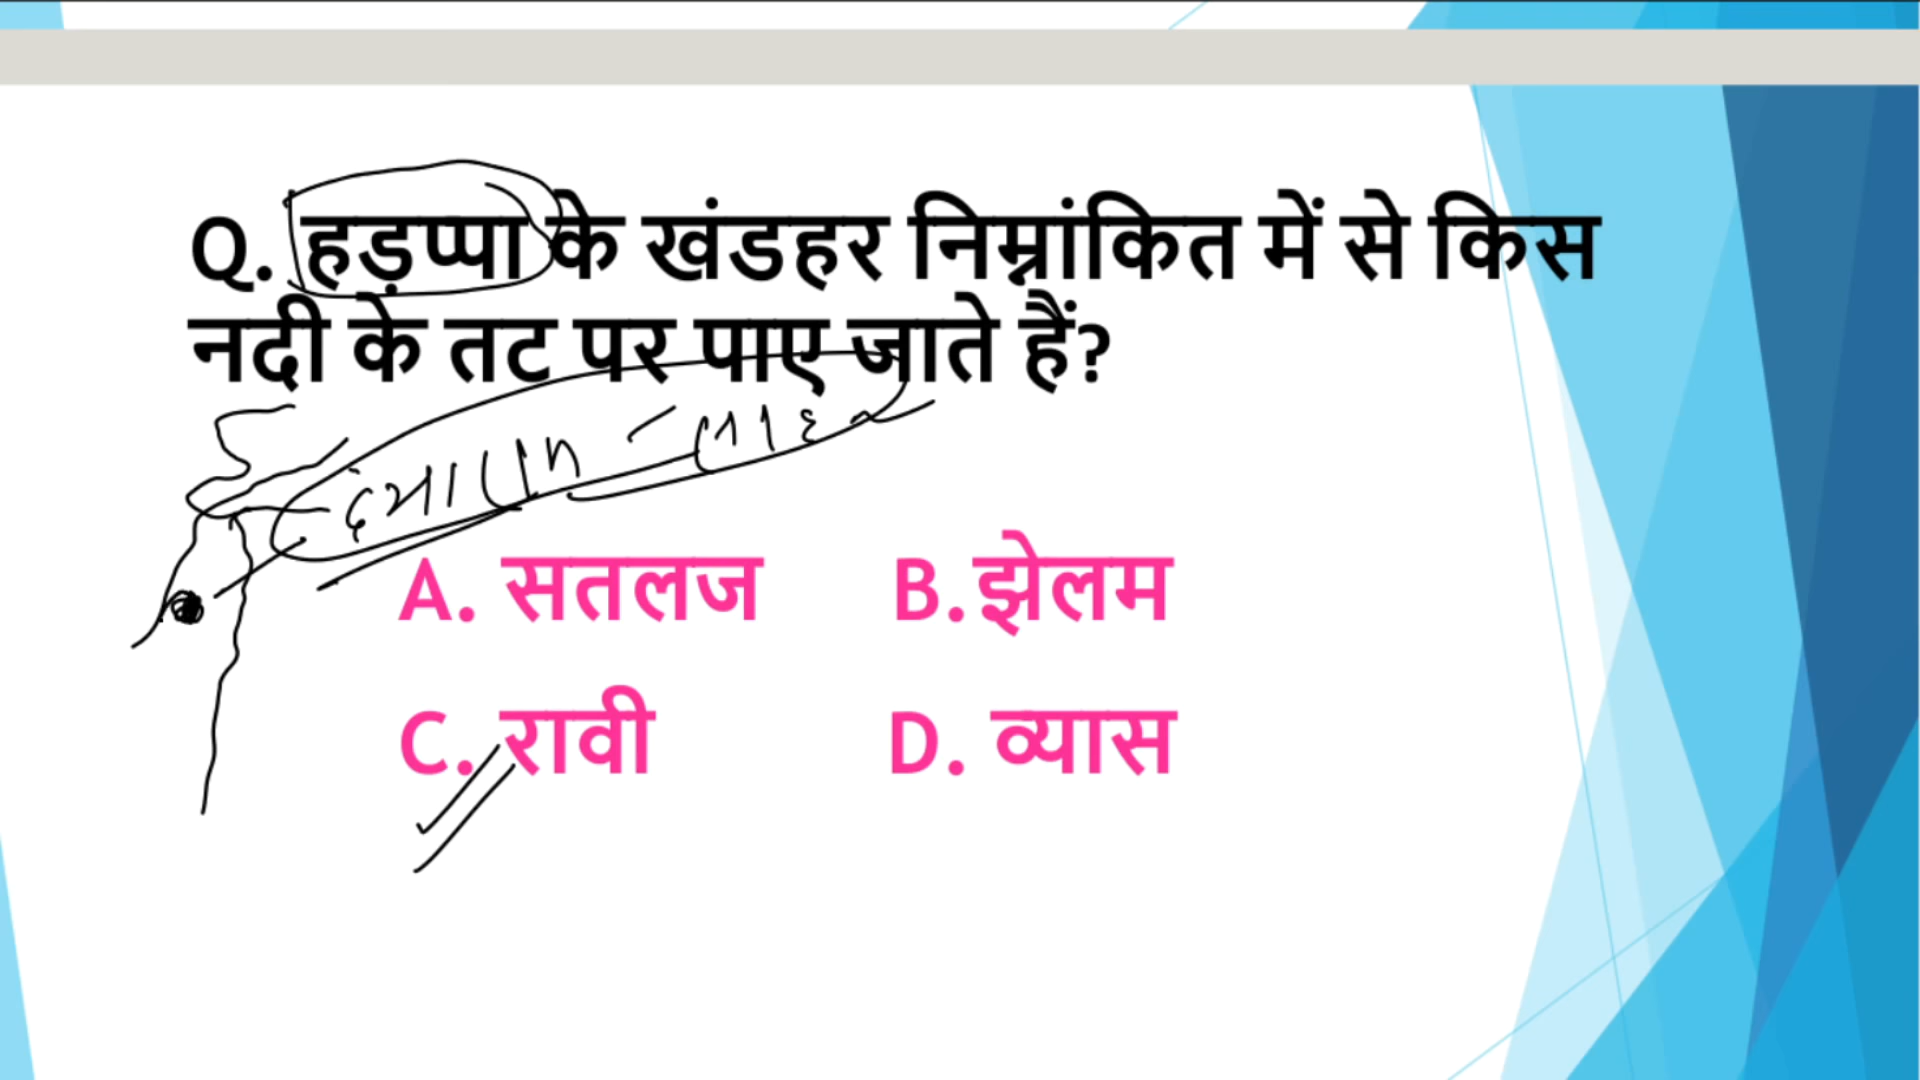 Q. हड़प्पा के खंडहर निम्नांकित में से किस
नदी के तट पर पाए जाते हैं?
A. सतलज B.झेलम
C. रावी D. व्यास